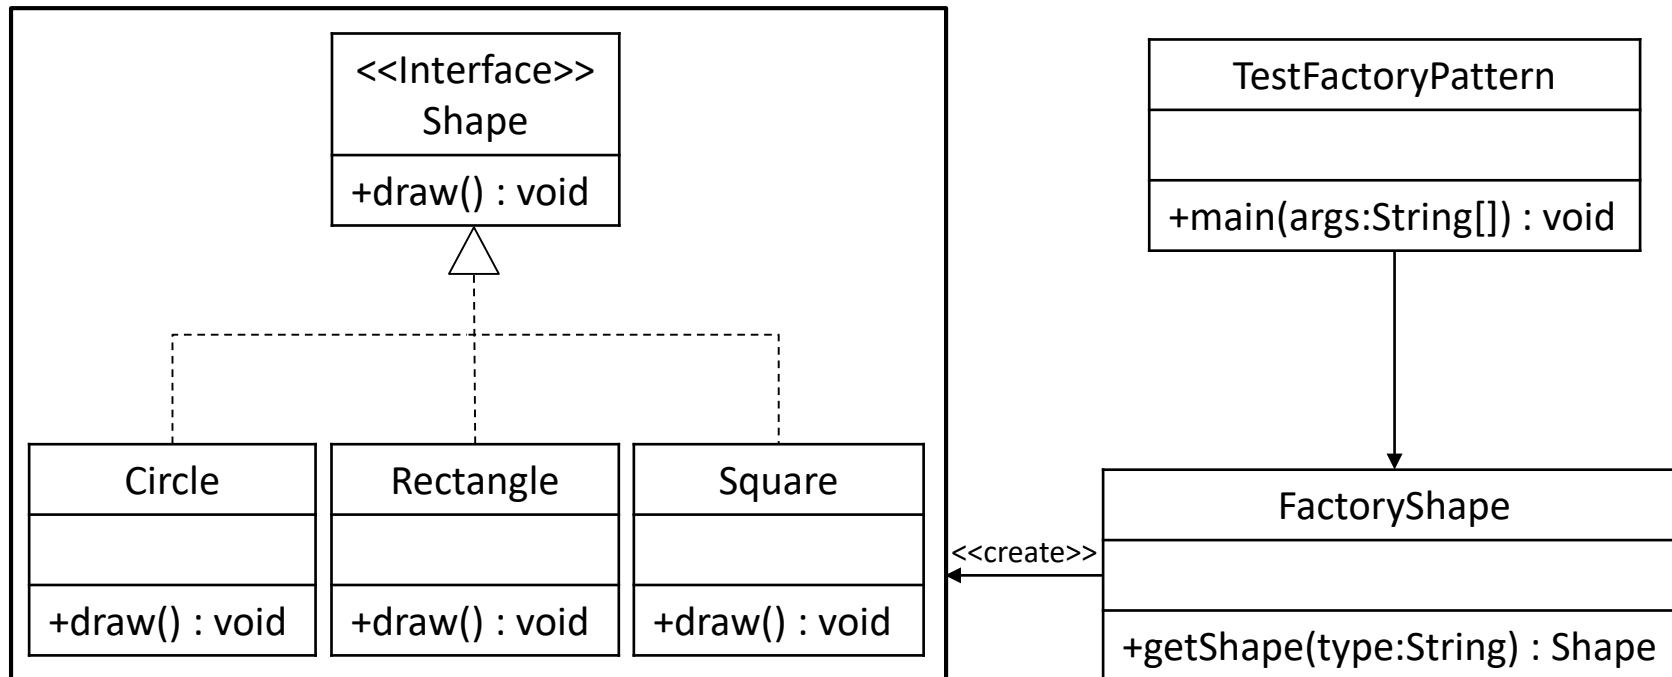 <<Interface>>
Shape
+draw() : void
Circle
+draw() : void
Rectangle
+draw() : void
Square
+draw() : void
TestFactoryPattern
+main(args:String[]) : void
<<create>>
FactoryShape
+getShape(type:String) : Shape